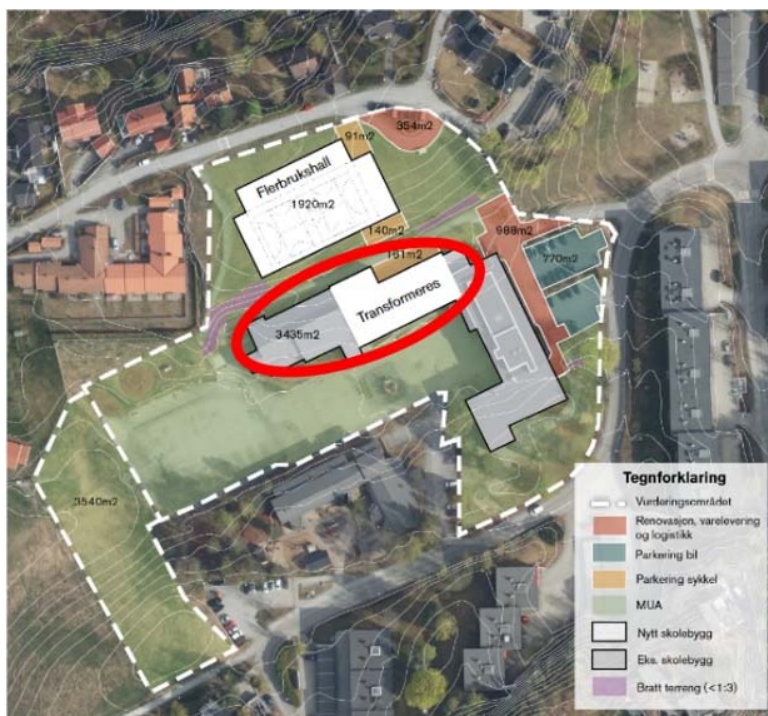 91m2
354m2
Flerbrukshall
1920m2
140m2
988m2
161m2
770m2
Transformeres
3435m2
3540m2
Tegnforklaring
Vurderingsområdet
Renovasjon, varelevering
og logistikk
Parkering bil
Parkering sykkel
MUA
Nytt skolebygg
Eks. skolebygg
Bratt terreng (<1:3)